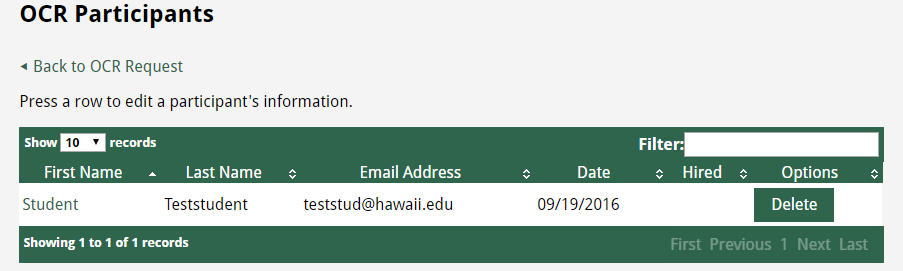 OCR Participants
Back to OCR Request
Press a row to edit a participant's information.
Show 10 records Filter:
First Name Last Name Email Address Date Hired Options
Student Teststudent teststud@hawaii.edu 09/19/2016 Delete
Showing 1 to 1 of 1 records First Previous 1 Next Last